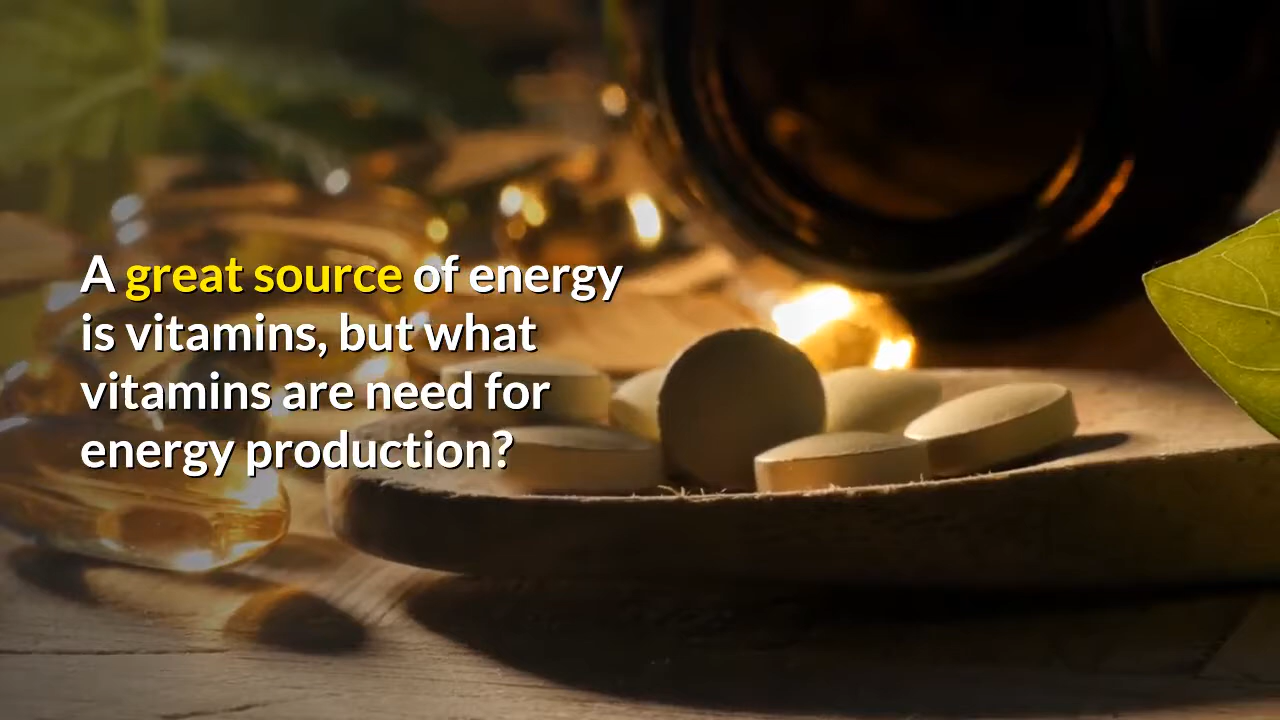 A great source of energy
is vitamins, but what
vitamins are need for
energy production?